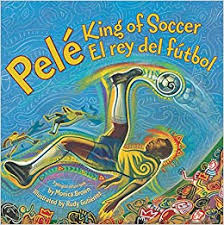 Pelé
King of Soccer
El rey del fútbol
by Monica Brown
illustrated by Rudy Gutierrez